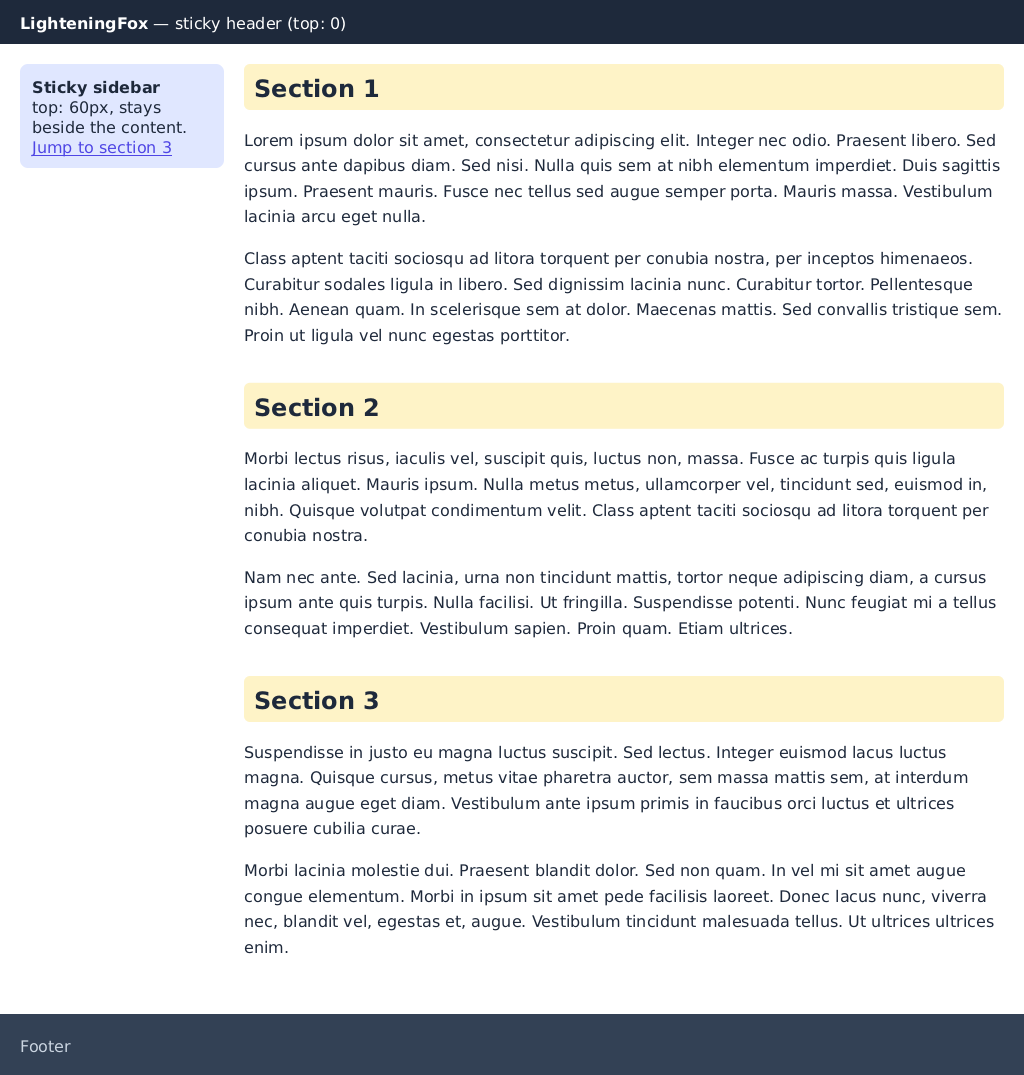 LighteningFox — sticky header (top: 0)
Sticky sidebar
top: 60px, stays
beside the content.
Jump to section 3
Section 1
Lorem ipsum dolor sit amet, consectetur adipiscing elit. Integer nec odio. Praesent libero. Sed
cursus ante dapibus diam. Sed nisi. Nulla quis sem at nibh elementum imperdiet. Duis sagittis
ipsum. Praesent mauris. Fusce nec tellus sed augue semper porta. Mauris massa. Vestibulum
lacinia arcu eget nulla.
Class aptent taciti sociosqu ad litora torquent per conubia nostra, per inceptos himenaeos.
Curabitur sodales ligula in libero. Sed dignissim lacinia nunc. Curabitur tortor. Pellentesque
nibh. Aenean quam. In scelerisque sem at dolor. Maecenas mattis. Sed convallis tristique sem.
Proin ut ligula vel nunc egestas porttitor.
Section 2
Morbi lectus risus, iaculis vel, suscipit quis, luctus non, massa. Fusce ac turpis quis ligula
lacinia aliquet. Mauris ipsum. Nulla metus metus, ullamcorper vel, tincidunt sed, euismod in,
nibh. Quisque volutpat condimentum velit. Class aptent taciti sociosqu ad litora torquent per
conubia nostra.
Nam nec ante. Sed lacinia, urna non tincidunt mattis, tortor neque adipiscing diam, a cursus
ipsum ante quis turpis. Nulla facilisi. Ut fringilla. Suspendisse potenti. Nunc feugiat mi a tellus
consequat imperdiet. Vestibulum sapien. Proin quam. Etiam ultrices.
Section 3
Suspendisse in justo eu magna luctus suscipit. Sed lectus. Integer euismod lacus luctus
magna. Quisque cursus, metus vitae pharetra auctor, sem massa mattis sem, at interdum
magna augue eget diam. Vestibulum ante ipsum primis in faucibus orci luctus et ultrices
posuere cubilia curae.
Morbi lacinia molestie dui. Praesent blandit dolor. Sed non quam. In vel mi sit amet augue
congue elementum. Morbi in ipsum sit amet pede facilisis laoreet. Donec lacus nunc, viverra
nec, blandit vel, egestas et, augue. Vestibulum tincidunt malesuada tellus. Ut ultrices ultrices
enim.
Footer